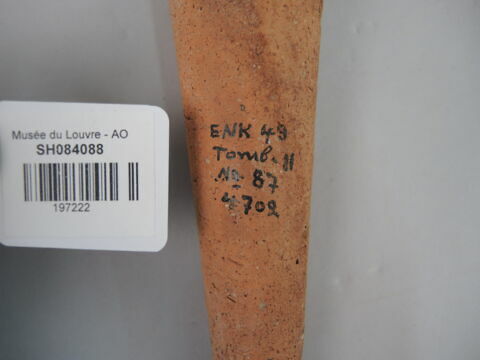 Musée du Louvre - AO
SH084088
197222
ENK 49
Tomb. 11
No 87
4702